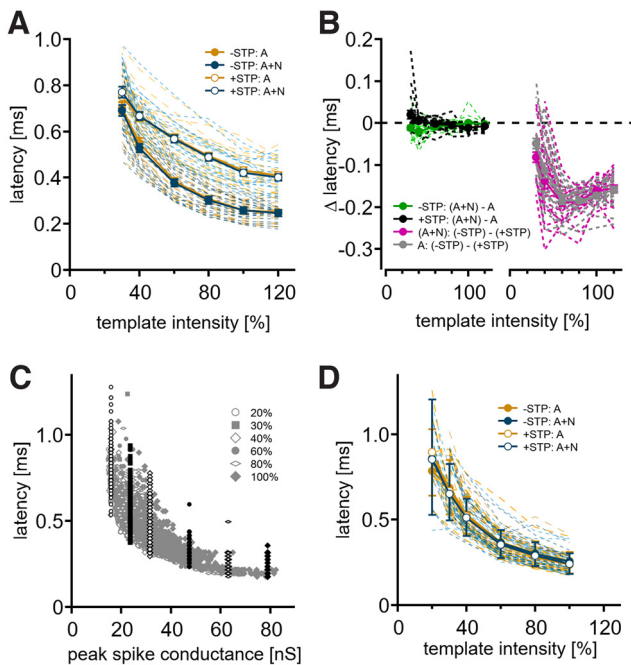 A
1.0
0.8
0.6
0.4
0.2
0
latency [ms]
0
40
80
120
template intensity [%]
-STP: A
-STP: A+N
+STP: A
+STP: A+N
B
0.2
0.1
0
-0.1
-0.2
-0.3
Δ latency [ms]
0
100
0
100
template intensity [%]
-STP: (A+N) - A
+STP: (A+N) - A
(A+N): (-STP) - (+STP)
A: (-STP) - (+STP)
C
1.0
0.5
0
latency [ms]
0
20
40
60
80
peak spike conductance [nS]
20%
30%
40%
60%
80%
100%
D
1.0
0.5
0
latency [ms]
0
40
80
120
template intensity [%]
-STP: A
-STP: A+N
+STP: A
+STP: A+N